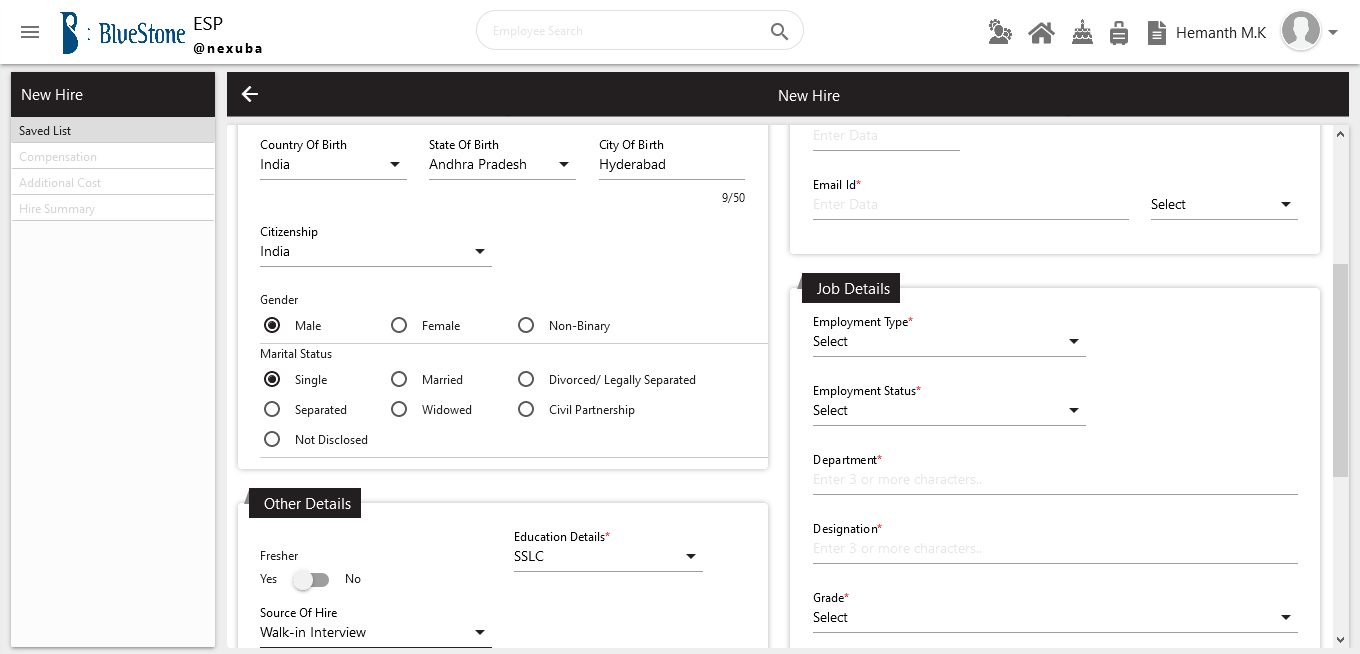 BlueStone
ESP
@nexuba
Employee Search
Hemanth M.K
New Hire
Saved List
Compensation
Additional Cost
Hire Summary
New Hire
Country Of Birth
India
State Of Birth
Andhra Pradesh
City Of Birth
Hyderabad
9/50
Citizenship
India
Gender
Male Female Non-Binary
Marital Status
Single Married Divorced/ Legally Separated
Separated Widowed Civil Partnership
Not Disclosed
Other Details
Fresher
Yes No
Education Details*
SSLC
Source Of Hire
Walk-in Interview
Enter Data
Email Id*
Enter Data
Select
Job Details
Employment Type*
Select
Employment Status*
Select
Department*
Enter 3 or more characters..
Designation*
Enter 3 or more characters..
Grade*
Select